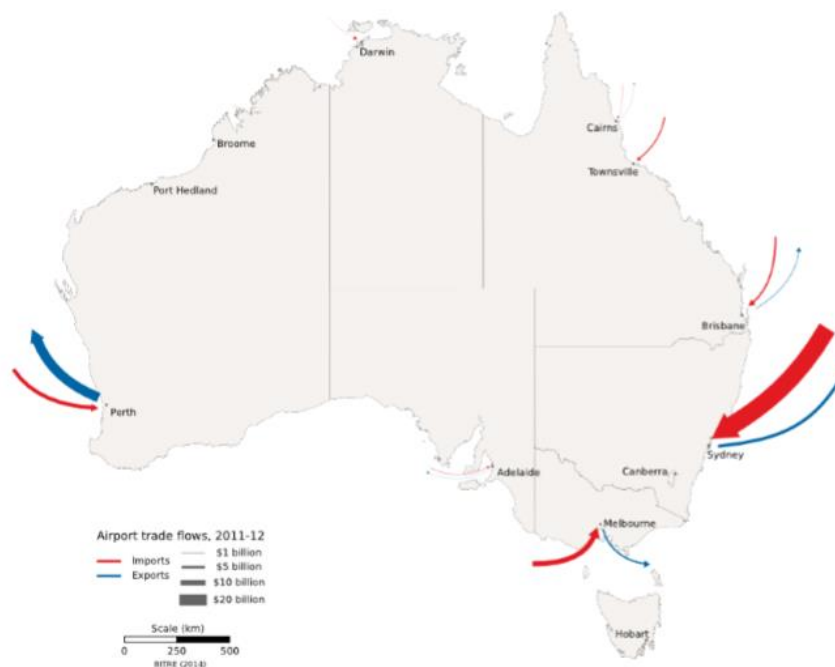 Darwin
Cairns
Broome
Townsville
Port Hedland
Brisbane
Perth
Sydney
Adelaide
Canberra
Melbourne
Airport trade flows, 2011-12
Imports
Exports
$1 billion
$5 billion
$10 billion
$20 billion
Hobart
Scale (km)
0 250 500
BITRE (2014)